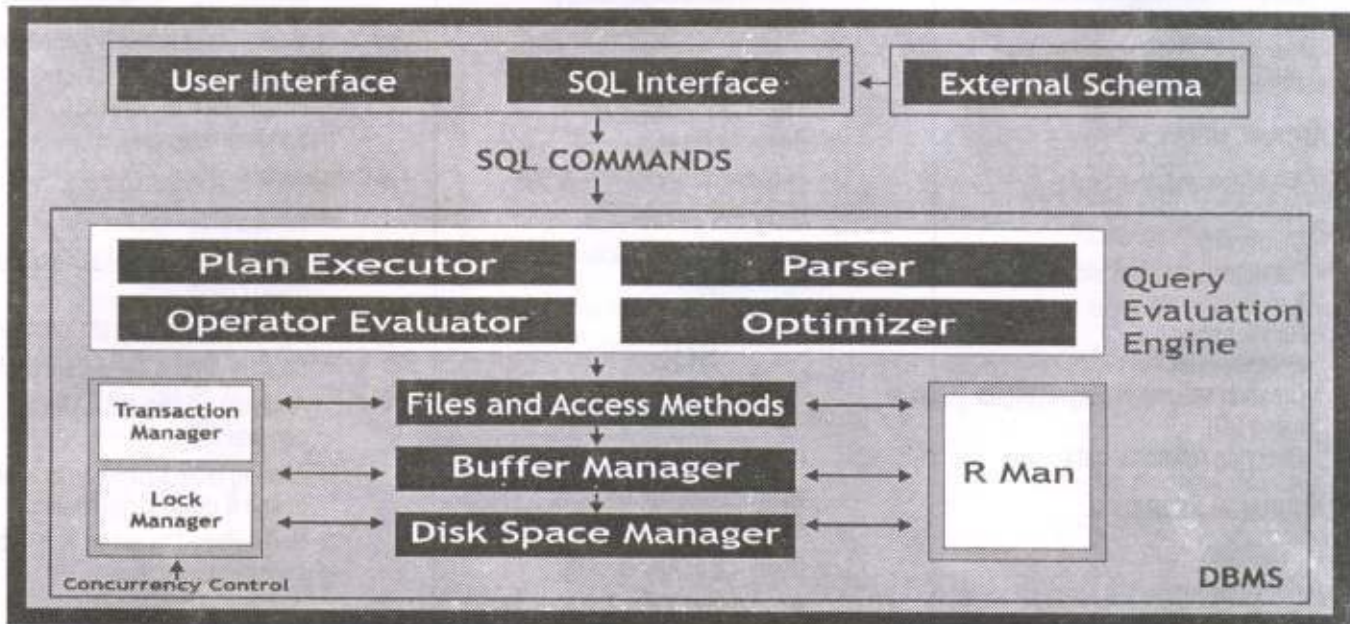 User Interface
SQL Interface
External Schema
SQL COMMANDS
Plan Executor
Parser
Operator Evaluator
Optimizer
Query
Evaluation
Engine
Transaction
Manager
Files and Access Methods
Buffer Manager
R Man
Lock
Manager
Disk Space Manager
Concurrency Control
DBMS